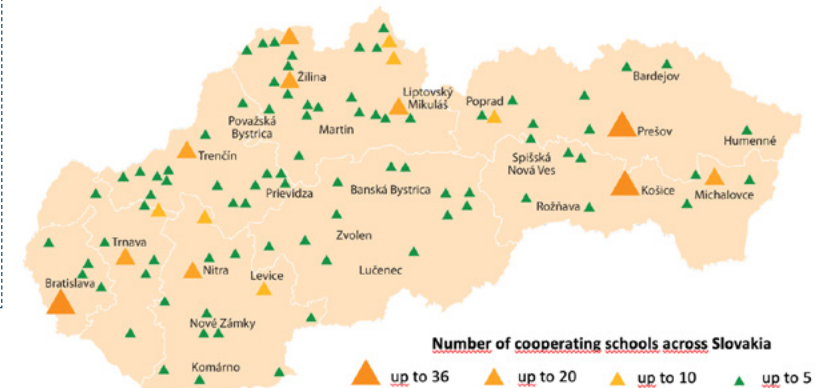 Bardejov
Žilina
Liptovský
Mikuláš
Poprad
Považská
Bystrica
Martin
Prešov
Humenné
Trenčín
Spišská
Nová Ves
Prievidza
Banská Bystrica
Košice
Michalovce
Rožňava
Zvolen
Trnava
Nitra
Levice
Lučenec
Bratislava
Nové Zámky
Komárno
Number of cooperating schools across Slovakia
up to 36 up to 20 up to 10 up to 5